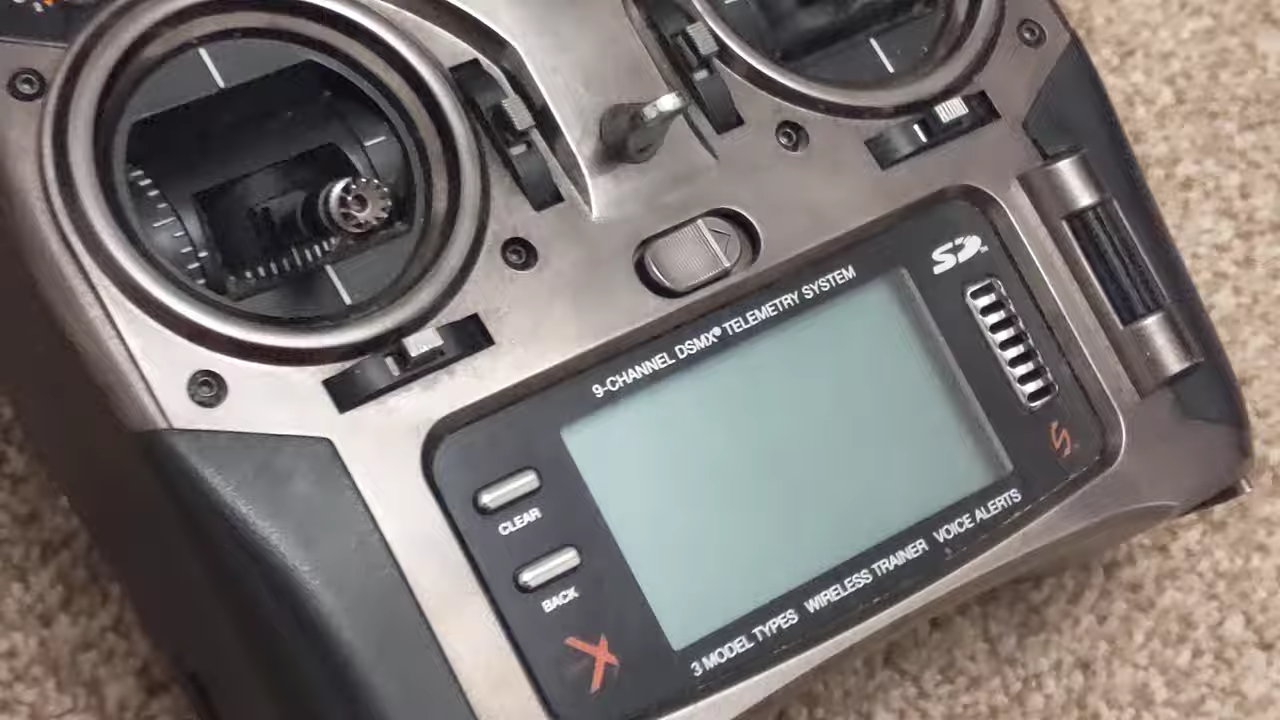 SD
9-CHANNEL DSMX® TELEMETRY SYSTEM
CLEAR
BACK
3 MODEL TYPES WIRELESS TRAINER VOICE ALERTS